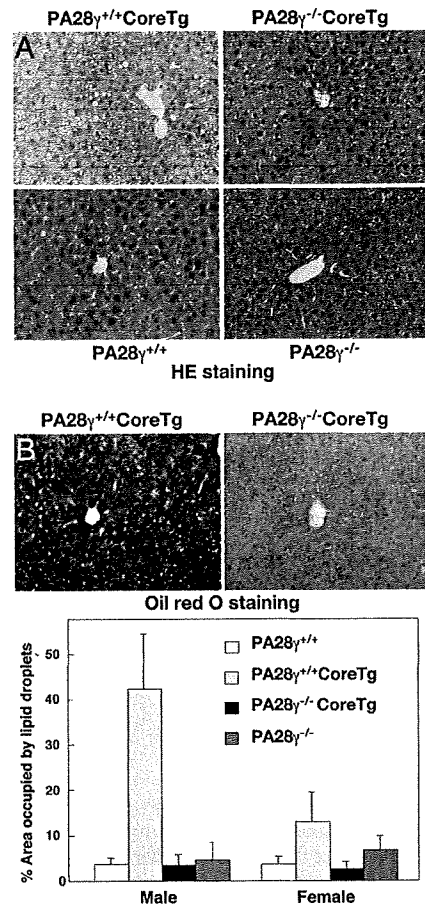 PA28γ+/+CoreTg PA28γ-/-CoreTg
A
PA28γ+/+ PA28γ-/-
HE staining
PA28γ+/+CoreTg PA28γ-/-CoreTg
B
Oil red O staining
% Area occupied by lipid droplets
50
40
30
20
10
0
PA28γ+/+
PA28γ+/+CoreTg
PA28γ-/- CoreTg
PA28γ-/-
Male Female